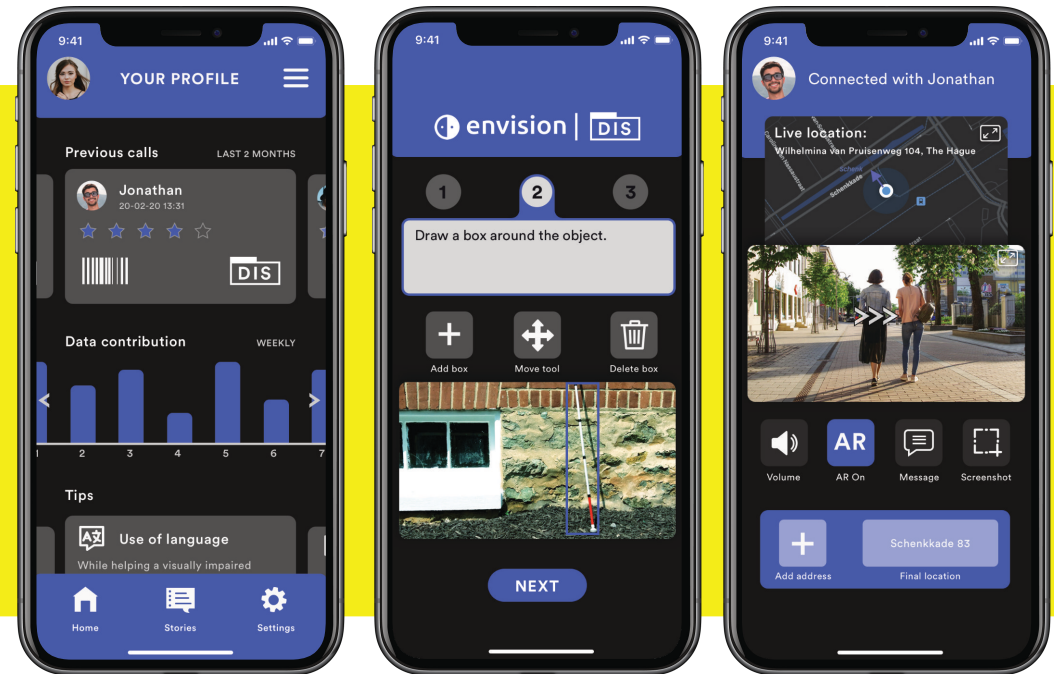 9:41
YOUR PROFILE
Previous calls
LAST 2 MONTHS
Jonathan
20-02-20 13:31
DIS
Data contribution
WEEKLY
<
>
1 2 3 4 5 6 7
Tips
A文
Use of language
While helping a visually impaired
Home
Stories
Settings
9:41
envision | DIS
1
2
3
Draw a box around the object.
Add box
Move tool
Delete box
NEXT
9:41
Connected with Jonathan
Live location:
Wilhelmina van Pruisenweg 104, The Hague
schenk
Schenkkade
>>>
Volume
AR
AR On
Message
Screenshot
Add address
Schenkkade 83
Final location